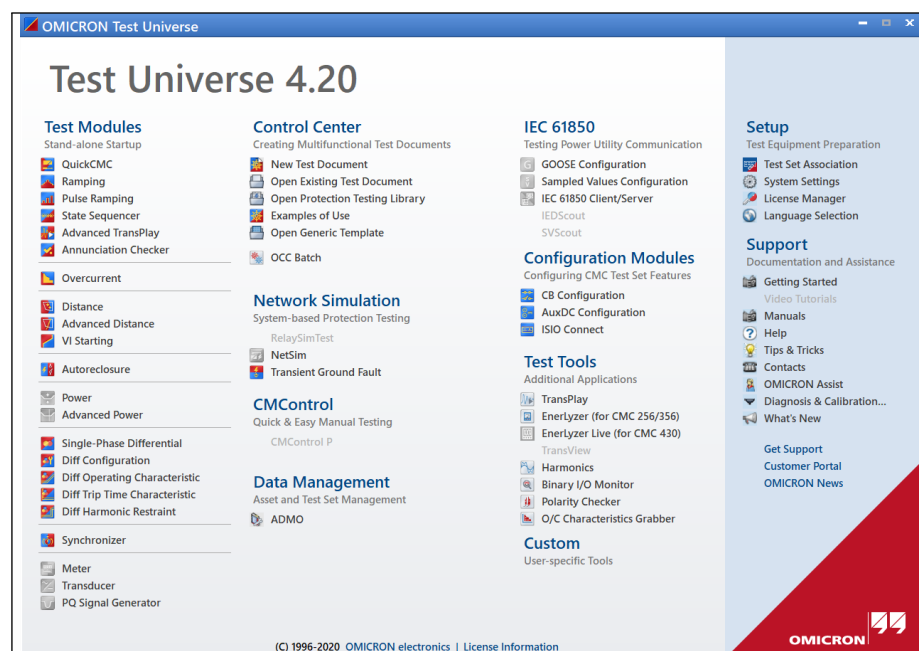 OMICRON Test Universe
Test Universe 4.20
Test Modules
Stand-alone Startup
QuickCMC
Ramping
Pulse Ramping
State Sequencer
Advanced TransPlay
Annunciation Checker
Overcurrent
Distance
Advanced Distance
VI Starting
Autoreclosure
Power
Advanced Power
Single-Phase Differential
Diff Configuration
Diff Operating Characteristic
Diff Trip Time Characteristic
Diff Harmonic Restraint
Synchronizer
Meter
Transducer
PQ Signal Generator
Control Center
Creating Multifunctional Test Documents
New Test Document
Open Existing Test Document
Open Protection Testing Library
Examples of Use
Open Generic Template
OCC Batch
Network Simulation
System-based Protection Testing
RelaySimTest
NetSim
Transient Ground Fault
CMControl
Quick & Easy Manual Testing
CMControl P
Data Management
Asset and Test Set Management
ADMO
IEC 61850
Testing Power Utility Communication
GOOSE Configuration
Sampled Values Configuration
IEC 61850 Client/Server
IEDScout
SVScout
Configuration Modules
Configuring CMC Test Set Features
CB Configuration
AuxDC Configuration
ISIO Connect
Test Tools
Additional Applications
TransPlay
EnerLyzer (for CMC 256/356)
EnerLyzer Live (for CMC 430)
TransView
Harmonics
Binary I/O Monitor
Polarity Checker
O/C Characteristics Grabber
Custom
User-specific Tools
Setup
Test Equipment Preparation
Test Set Association
System Settings
License Manager
Language Selection
Support
Documentation and Assistance
Getting Started
Video Tutorials
Manuals
Help
Tips & Tricks
Contacts
OMICRON Assist
Diagnosis & Calibration...
What's New
Get Support
Customer Portal
OMICRON News
OMICRON
(C) 1996-2020 OMICRON electronics | License Information